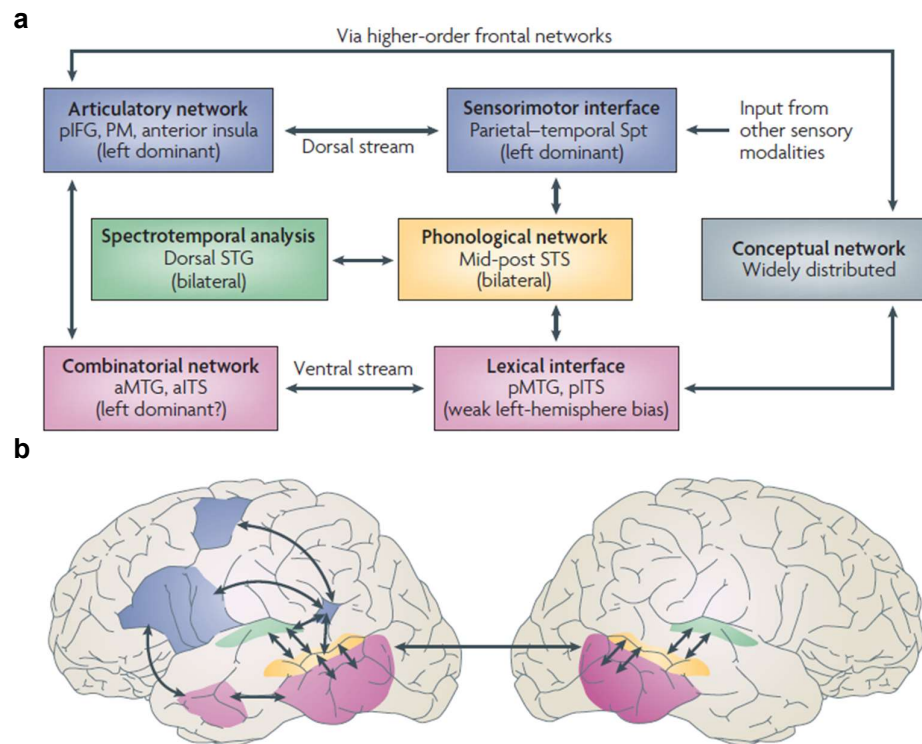 a
Via higher-order frontal networks
Articulatory network
pIFG, PM, anterior insula
(left dominant)
Dorsal stream
Sensorimotor interface
Parietal–temporal Spt
(left dominant)
Input from
other sensory
modalities
Spectrotemporal analysis
Dorsal STG
(bilateral)
Phonological network
Mid-post STS
(bilateral)
Conceptual network
Widely distributed
Combinatorial network
aMTG, aITS
(left dominant?)
Ventral stream
Lexical interface
pMTG, pITS
(weak left-hemisphere bias)
b